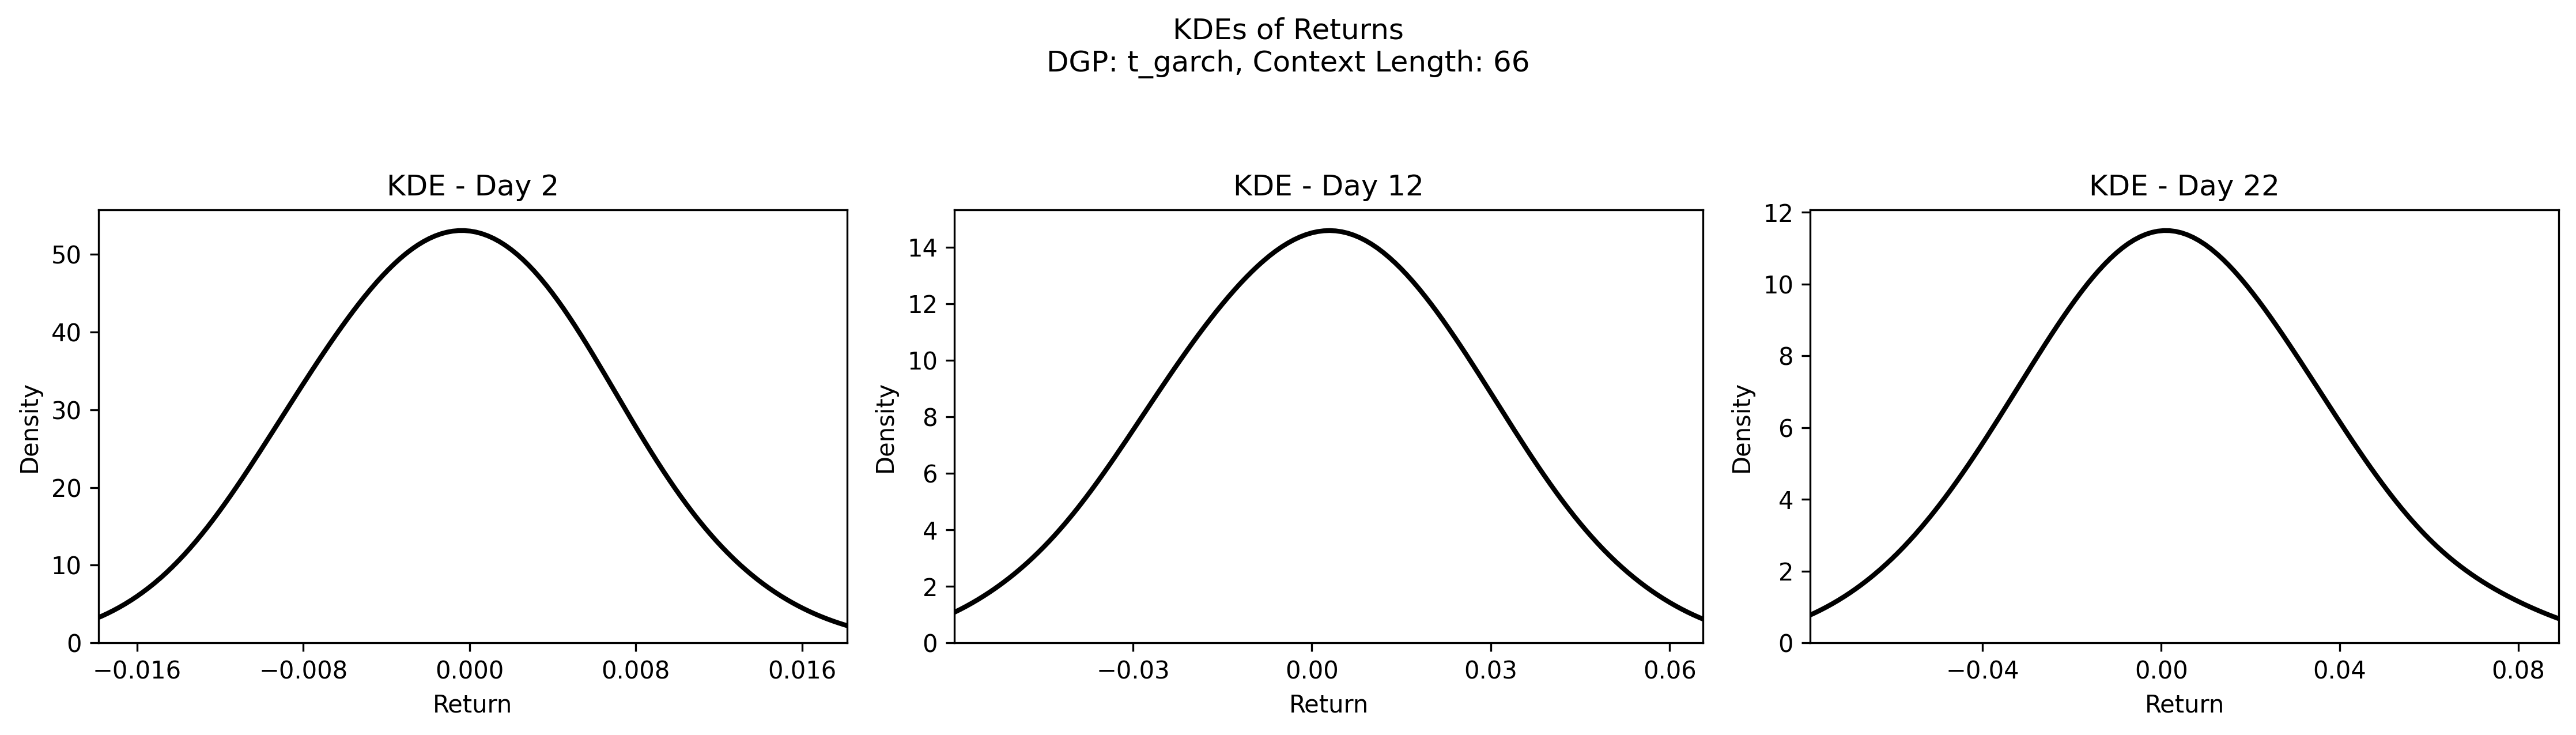 KDEs of Returns
DGP: t_garch, Context Length: 66
KDE - Day 2
Density
50
40
30
20
10
0
−0.016 −0.008 0.000 0.008 0.016
Return
KDE - Day 12
Density
14
12
10
8
6
4
2
0
−0.03 0.00 0.03 0.06
Return
KDE - Day 22
Density
12
10
8
6
4
2
0
−0.04 0.00 0.04 0.08
Return